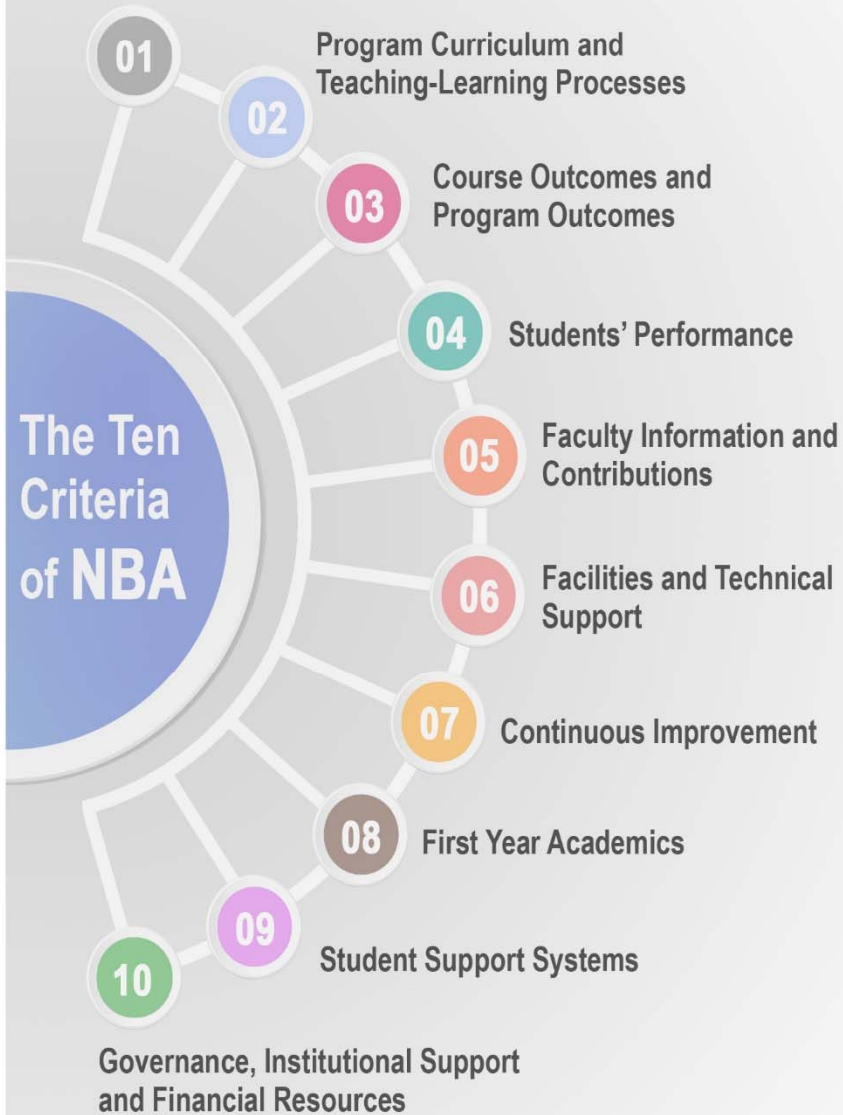 The Ten
Criteria
of NBA
01
02
Program Curriculum and
Teaching-Learning Processes
03
Course Outcomes and
Program Outcomes
04
Students’ Performance
05
Faculty Information and
Contributions
06
Facilities and Technical
Support
07
Continuous Improvement
08
First Year Academics
09
Student Support Systems
10
Governance, Institutional Support
and Financial Resources